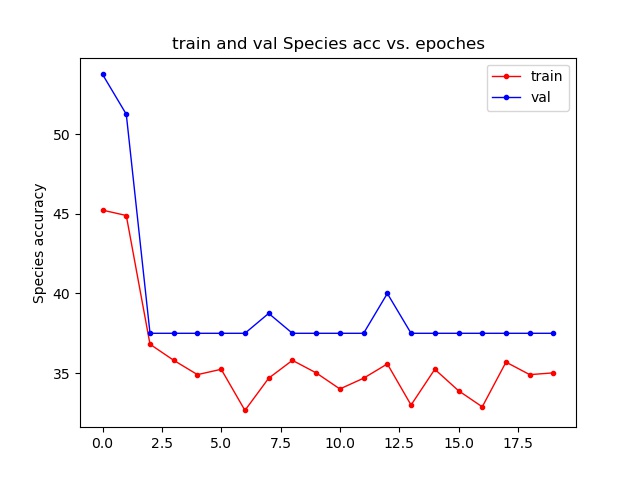 train and val Species acc vs. epoches
train
val
Species accuracy
50
45
40
35
0.0 2.5 5.0 7.5 10.0 12.5 15.0 17.5